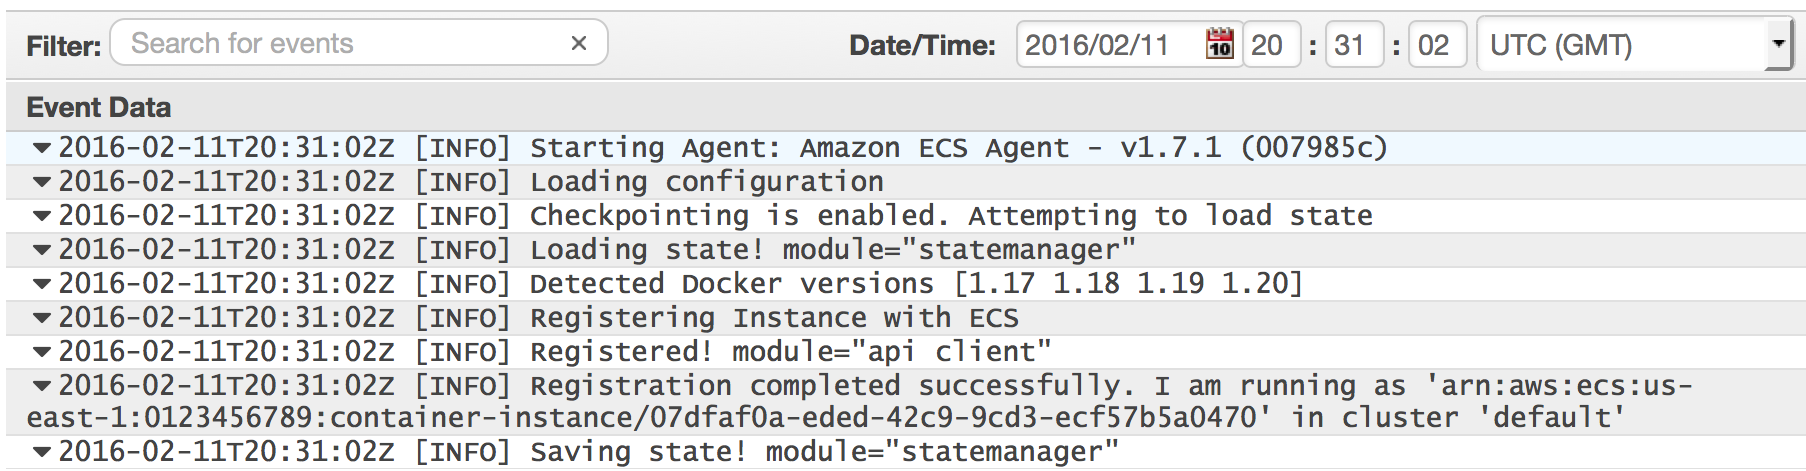 Filter: Search for events × Date/Time: 2016/02/11 10 20 : 31 : 02 UTC (GMT)
Event Data
2016-02-11T20:31:02Z [INFO] Starting Agent: Amazon ECS Agent - v1.7.1 (007985c)
2016-02-11T20:31:02Z [INFO] Loading configuration
2016-02-11T20:31:02Z [INFO] Checkpointing is enabled. Attempting to load state
2016-02-11T20:31:02Z [INFO] Loading state! module="statemanager"
2016-02-11T20:31:02Z [INFO] Detected Docker versions [1.17 1.18 1.19 1.20]
2016-02-11T20:31:02Z [INFO] Registering Instance with ECS
2016-02-11T20:31:02Z [INFO] Registered! module="api client"
2016-02-11T20:31:02Z [INFO] Registration completed successfully. I am running as 'arn:aws:ecs:us-
east-1:0123456789:container-instance/07dfaf0a-eded-42c9-9cd3-ecf57b5a0470' in cluster 'default'
2016-02-11T20:31:02Z [INFO] Saving state! module="statemanager"